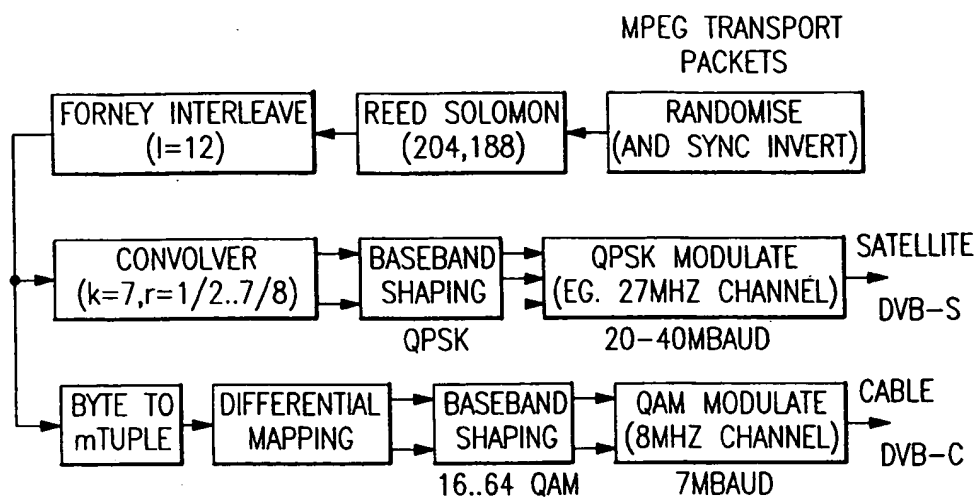 MPEG TRANSPORT
PACKETS
FORNEY INTERLEAVE
(I=12)
REED SOLOMON
(204,188)
RANDOMISE
(AND SYNC INVERT)
CONVOLVER
(k=7,r=1/2..7/8)
BASEBAND
SHAPING
QPSK
QPSK MODULATE
(EG. 27MHZ CHANNEL)
20-40MBAUD
SATELLITE
DVB-S
BYTE TO
mTUPLE
DIFFERENTIAL
MAPPING
BASEBAND
SHAPING
16..64 QAM
QAM MODULATE
(8MHZ CHANNEL)
7MBAUD
CABLE
DVB-C